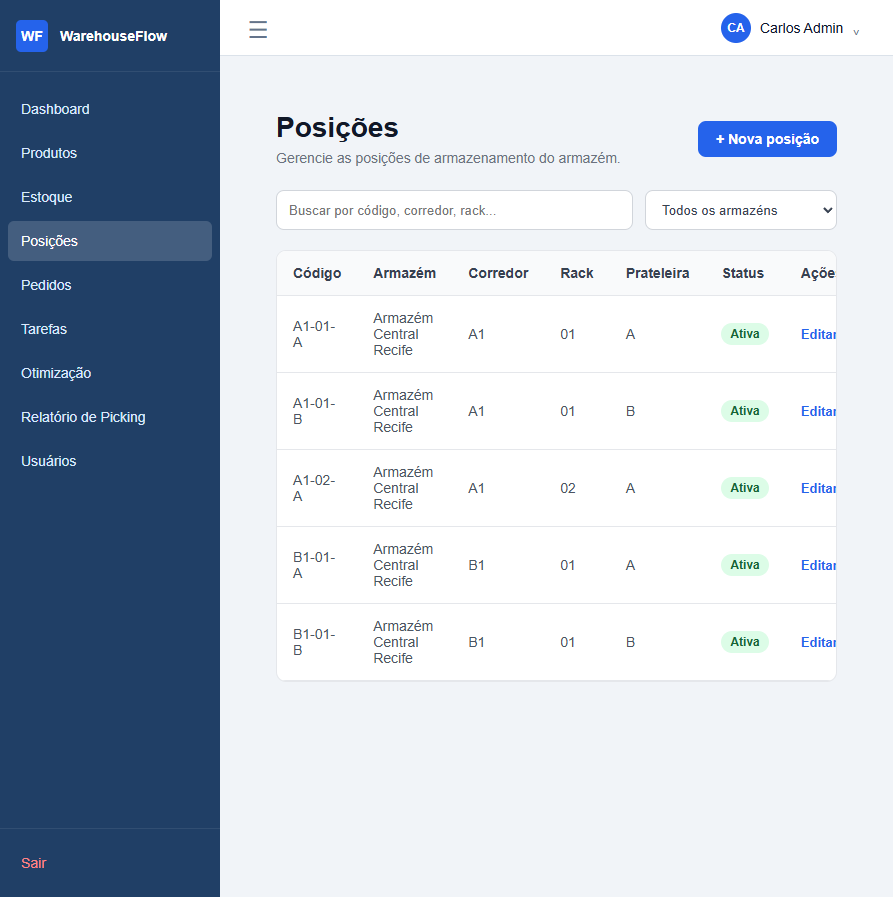 WF WarehouseFlow
☰
CA Carlos Admin v
Dashboard
Produtos
Estoque
Posições
Pedidos
Tarefas
Otimização
Relatório de Picking
Usuários
Sair
Posições
Gerencie as posições de armazenamento do armazém.
+ Nova posição
Buscar por código, corredor, rack...
Todos os armazéns
Código Armazém Corredor Rack Prateleira Status Açõe
A1-01-
A
Armazém
Central
Recife
A1 01 A Ativa Editar
A1-01-
B
Armazém
Central
Recife
A1 01 B Ativa Editar
A1-02-
A
Armazém
Central
Recife
A1 02 A Ativa Editar
B1-01-
A
Armazém
Central
Recife
B1 01 A Ativa Editar
B1-01-
B
Armazém
Central
Recife
B1 01 B Ativa Editar